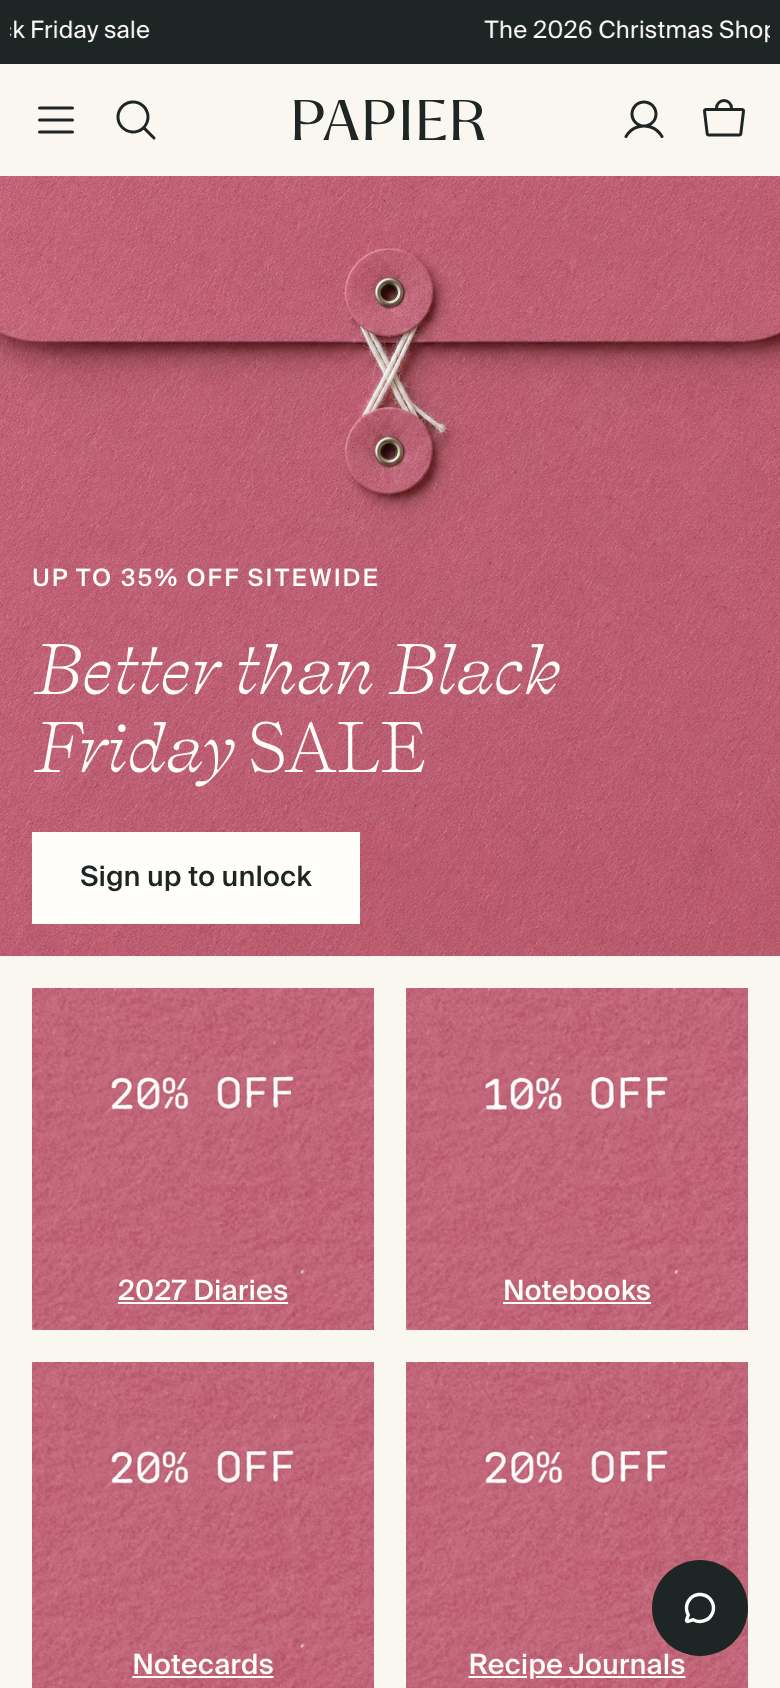 k Friday sale
The 2026 Christmas Shop
PAPIER
UP TO 35% OFF SITEWIDE
Better than Black
Friday SALE
Sign up to unlock
20% OFF
10% OFF
2027 Diaries
Notebooks
20% OFF
20% OFF
Notecards
Recipe Journals